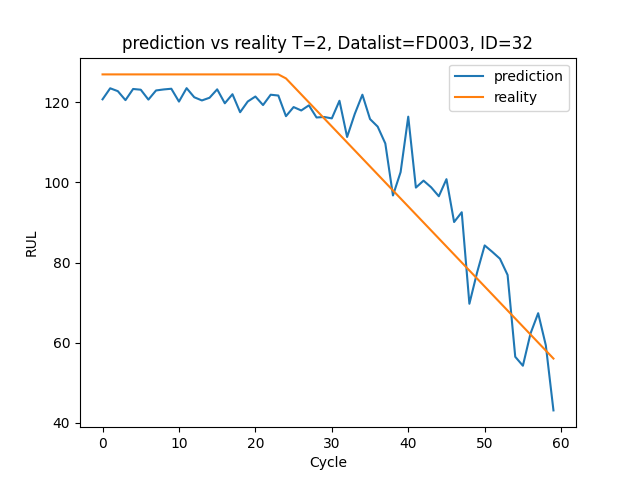 prediction vs reality T=2, Datalist=FD003, ID=32
prediction
reality
120
100
80
60
40
RUL
0 10 20 30 40 50 60
Cycle